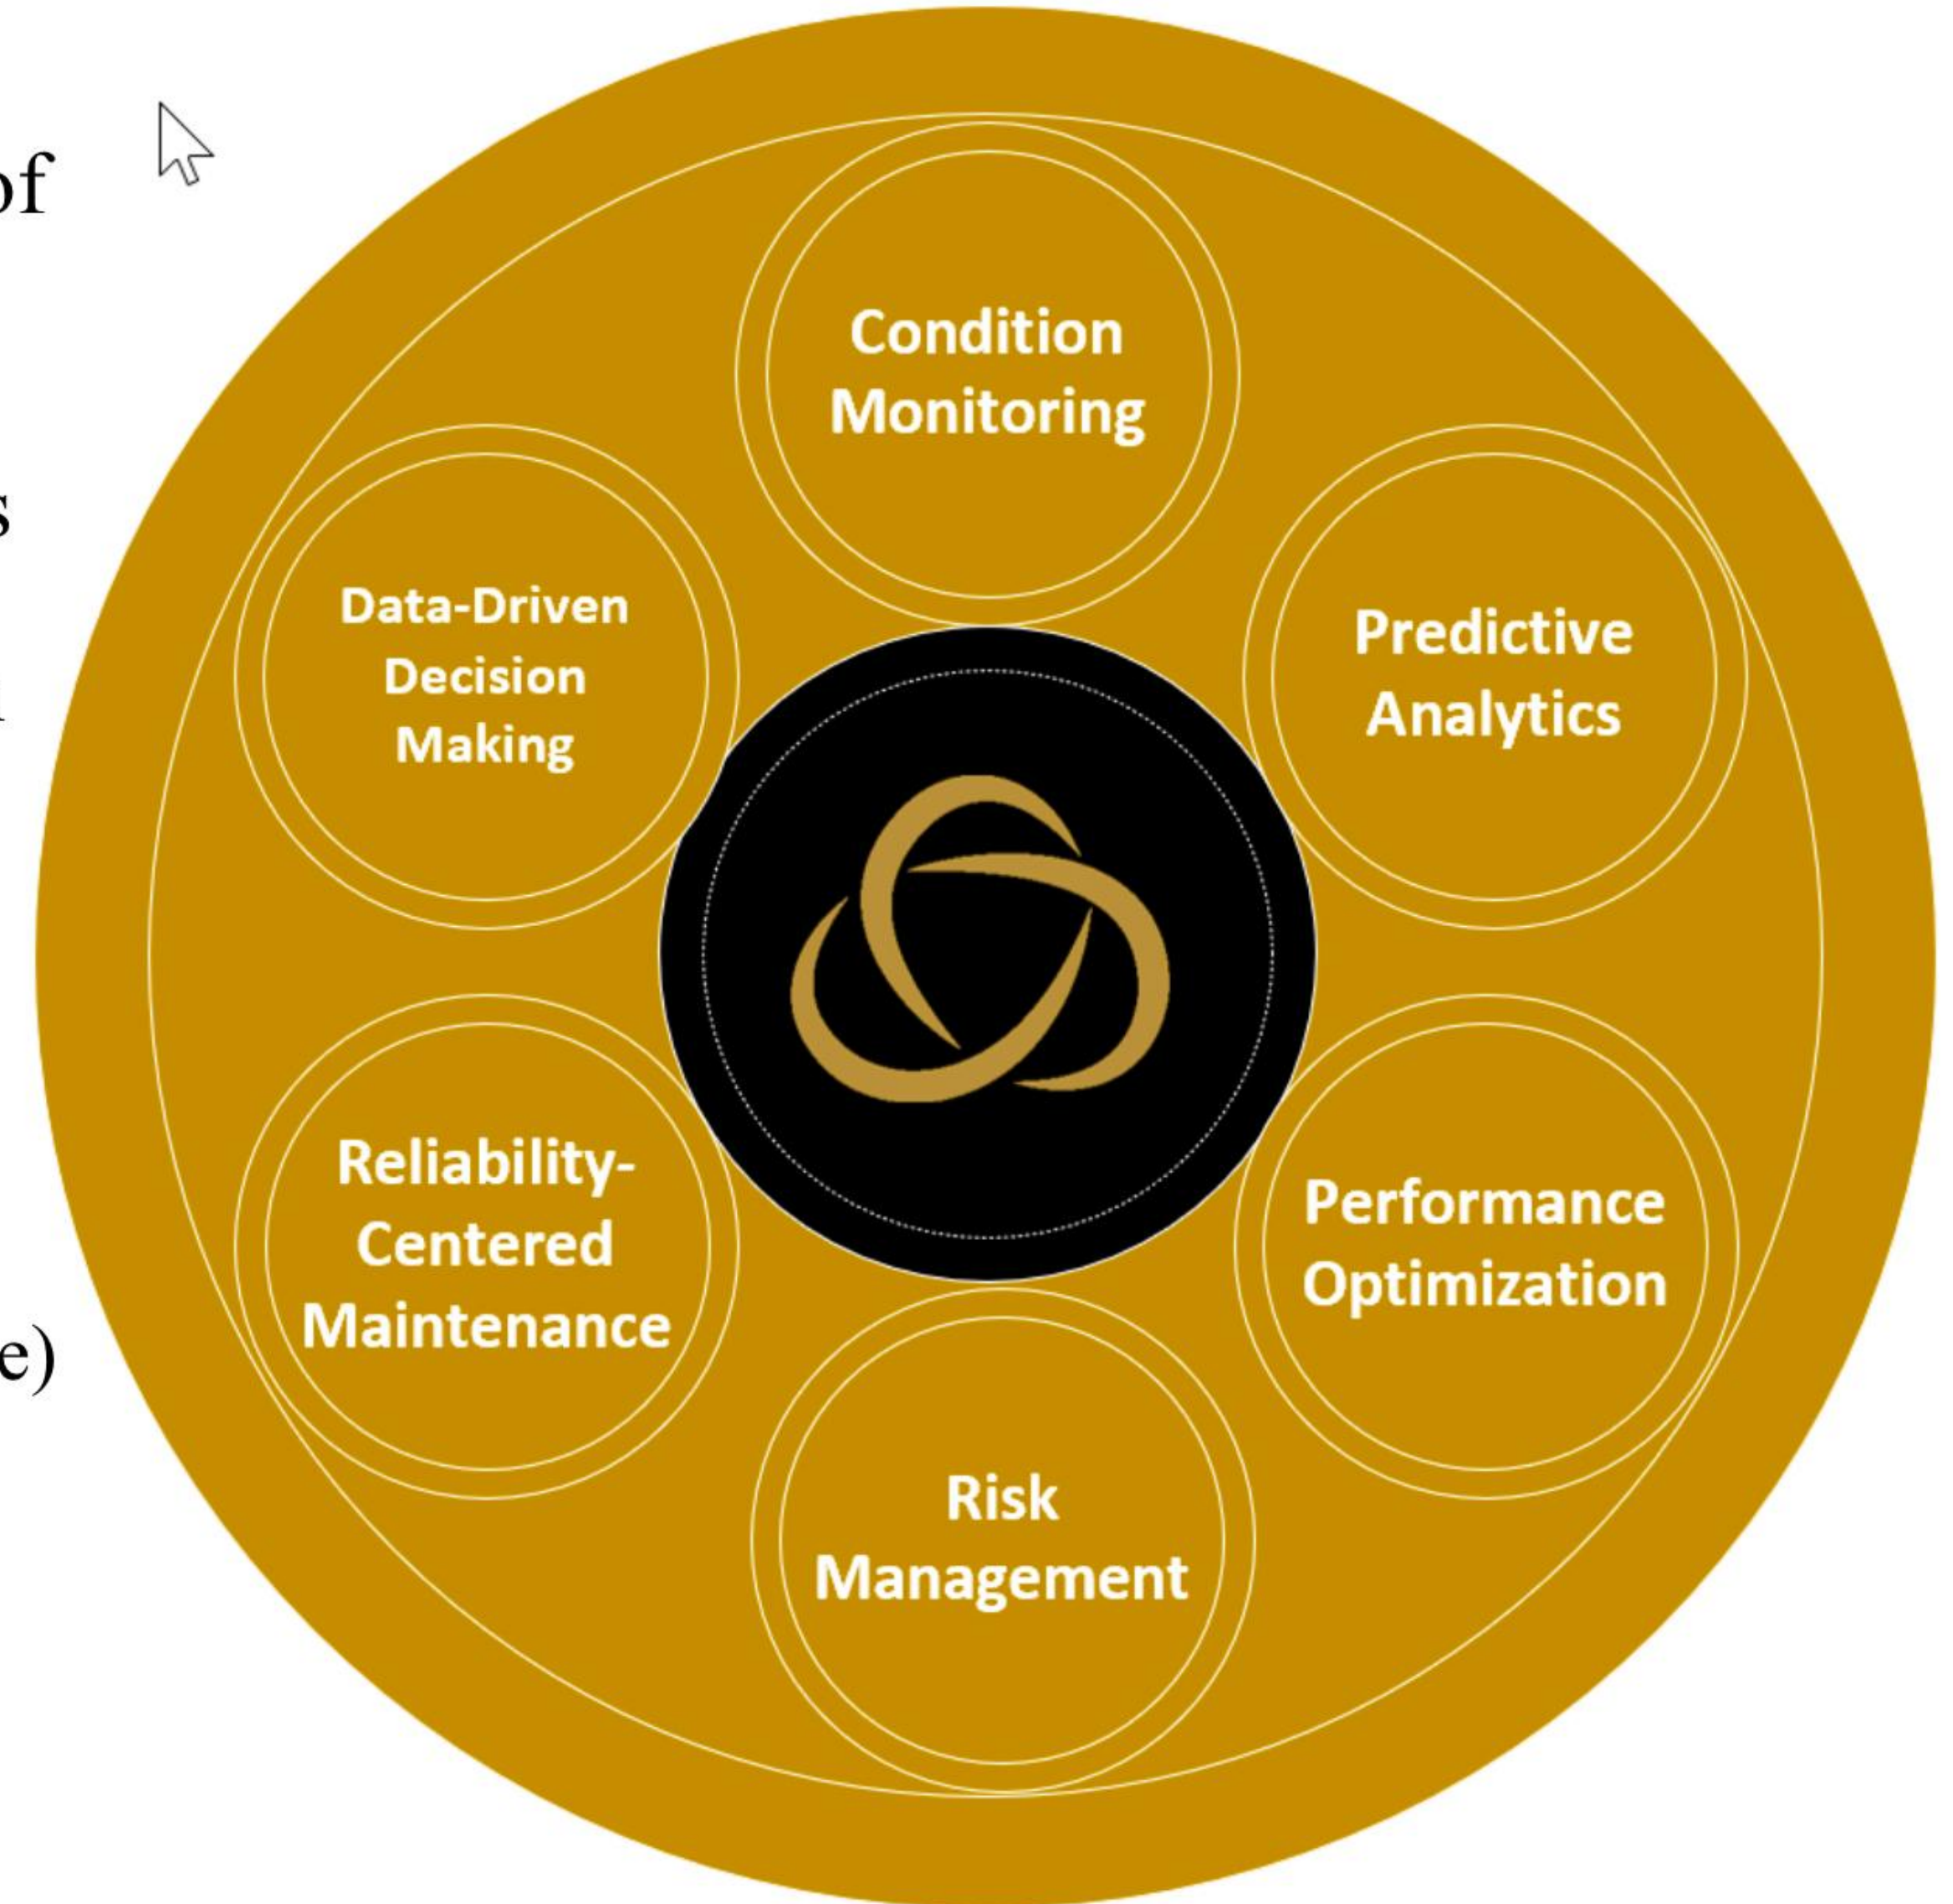 of
s
e)
Condition
Monitoring
Predictive
Analytics
Performance
Optimization
Risk
Management
Reliability-
Centered
Maintenance
Data-Driven
Decision
Making